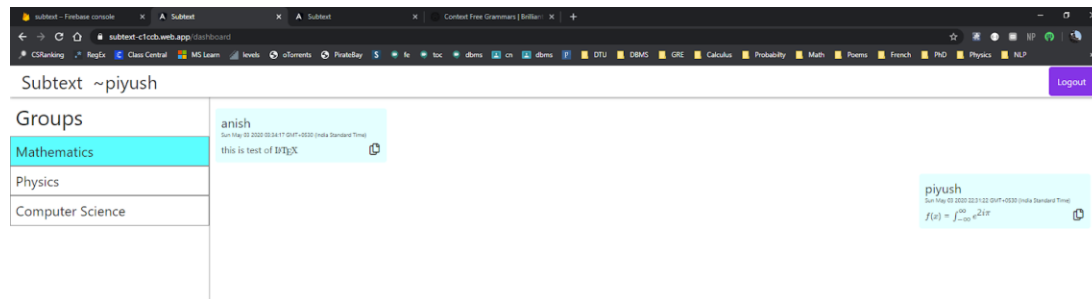 subtext – Firebase console
Subtext
Subtext
Context Free Grammars | Brilliant
subtext-c1ccb.web.app/dashboard
CSRanking RegEx Class Central MS Learn levels oTorrents PirateBay fe toc dbms cn dbms DTU DBMS GRE Calculus Probability Math Poems French PhD Physics NLP
Subtext ~piyush
Logout
Groups
Mathematics
Physics
Computer Science
anish
Sun May 03 2020 03:34:17 GMT+0530 (India Standard Time)
this is test of LATEX
piyush
Sun May 03 2020 22:31:22 GMT+0530 (India Standard Time)
f(x) = ∫_{-∞}^{∞} e^{2iπ}